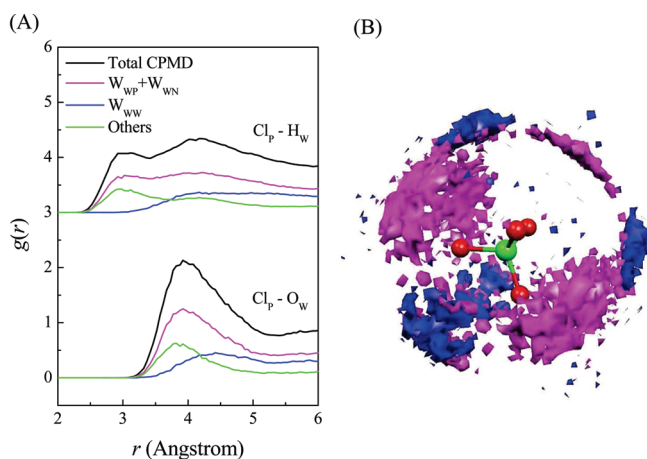 (A)
(B)
6
5
4
3
2
1
0
g(r)
Total CPMD
W_WP+W_WN
W_WW
Others
Cl_P - H_W
Cl_P - O_W
2 3 4 5 6
r (Angstrom)